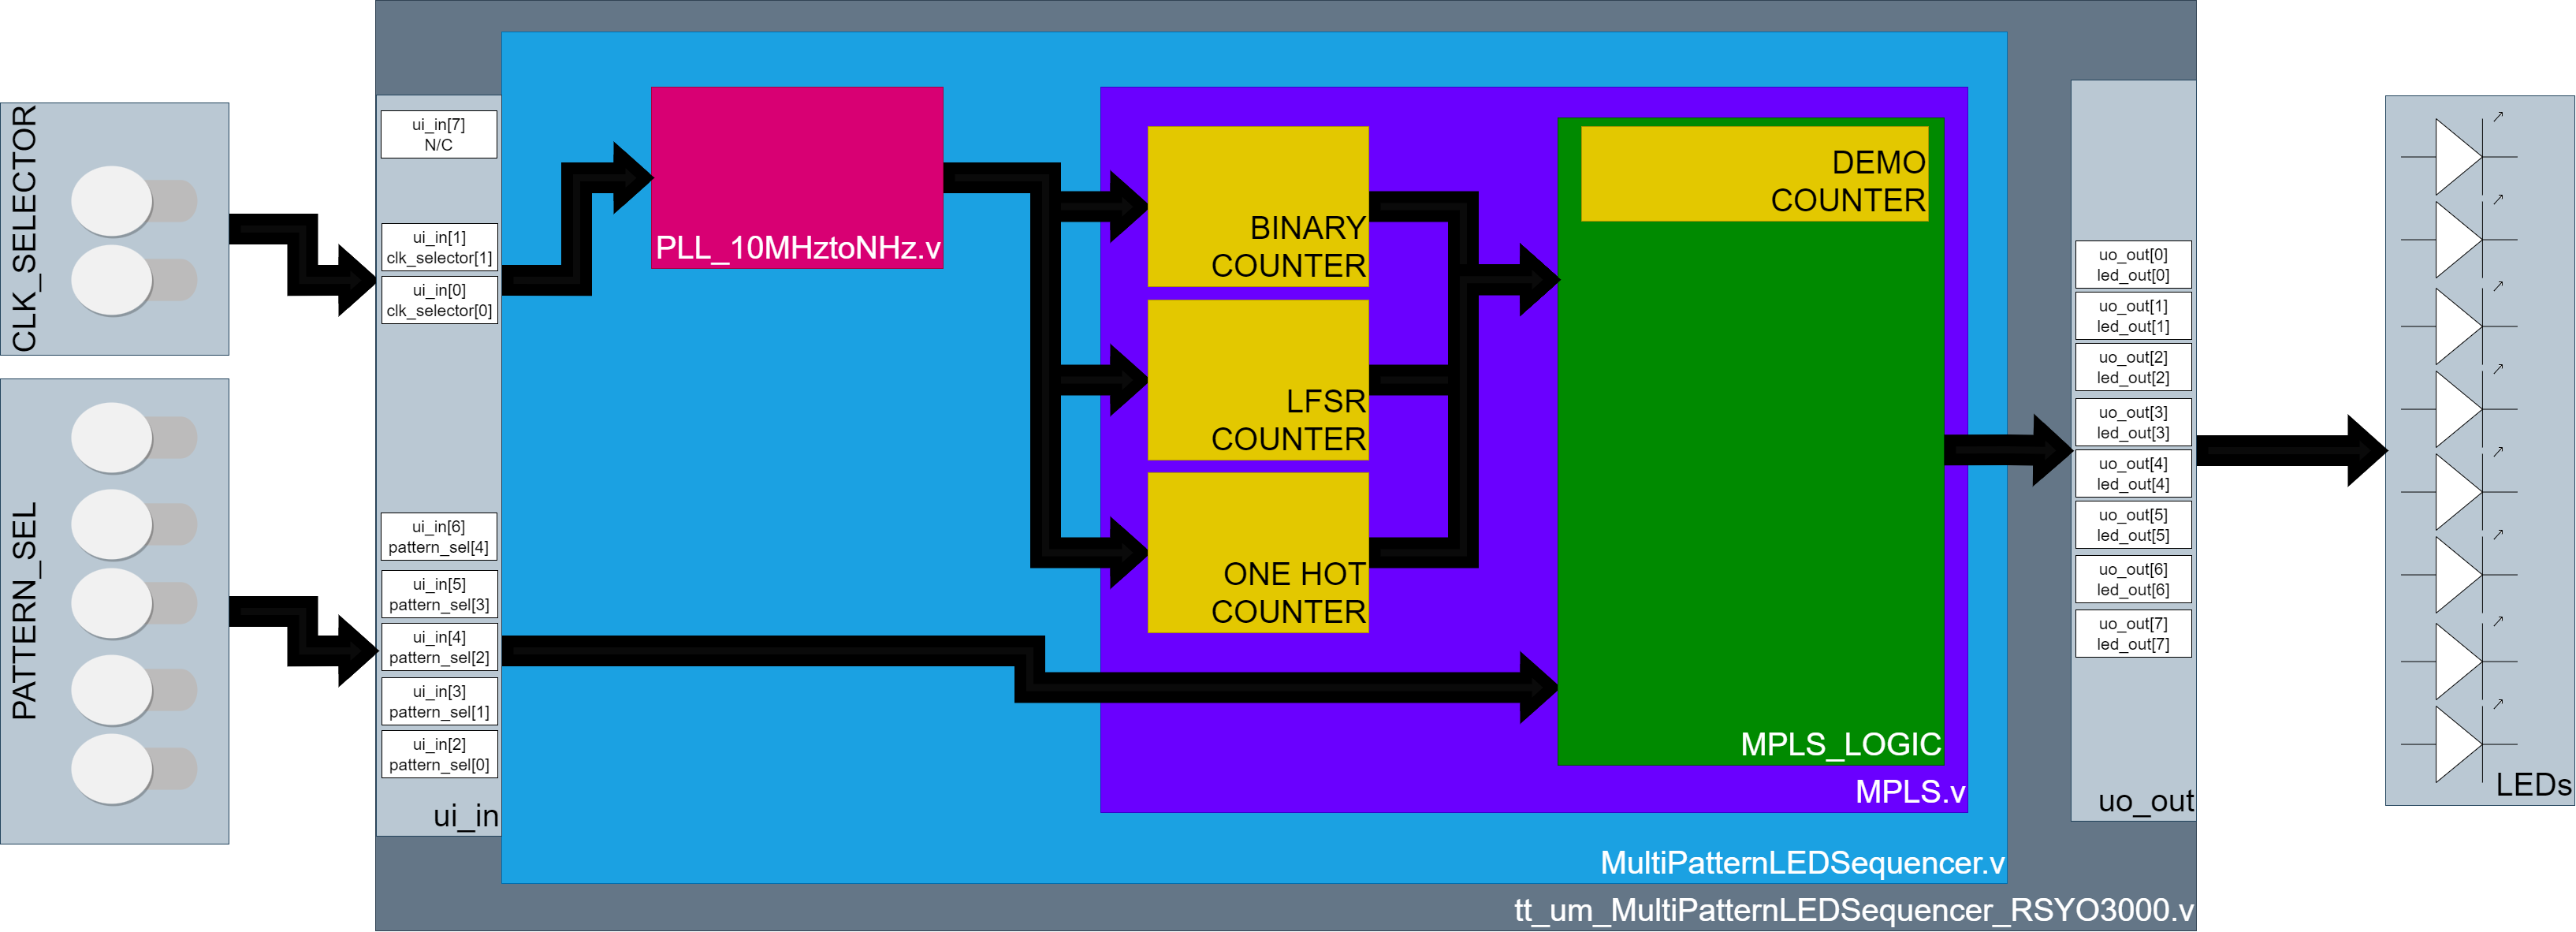 CLK_SELECTOR
PATTERN_SEL
ui_in[7]
N/C
ui_in[1]
clk_selector[1]
ui_in[0]
clk_selector[0]
ui_in[6]
pattern_sel[4]
ui_in[5]
pattern_sel[3]
ui_in[4]
pattern_sel[2]
ui_in[3]
pattern_sel[1]
ui_in[2]
pattern_sel[0]
ui_in
PLL_10MHztoNHz.v
BINARY
COUNTER
LFSR
COUNTER
ONE HOT
COUNTER
DEMO
COUNTER
MPLS_LOGIC
MPLS.v
MultiPatternLEDSequencer.v
tt_um_MultiPatternLEDSequencer_RSYO3000.v
uo_out[0]
led_out[0]
uo_out[1]
led_out[1]
uo_out[2]
led_out[2]
uo_out[3]
led_out[3]
uo_out[4]
led_out[4]
uo_out[5]
led_out[5]
uo_out[6]
led_out[6]
uo_out[7]
led_out[7]
uo_out
LEDs